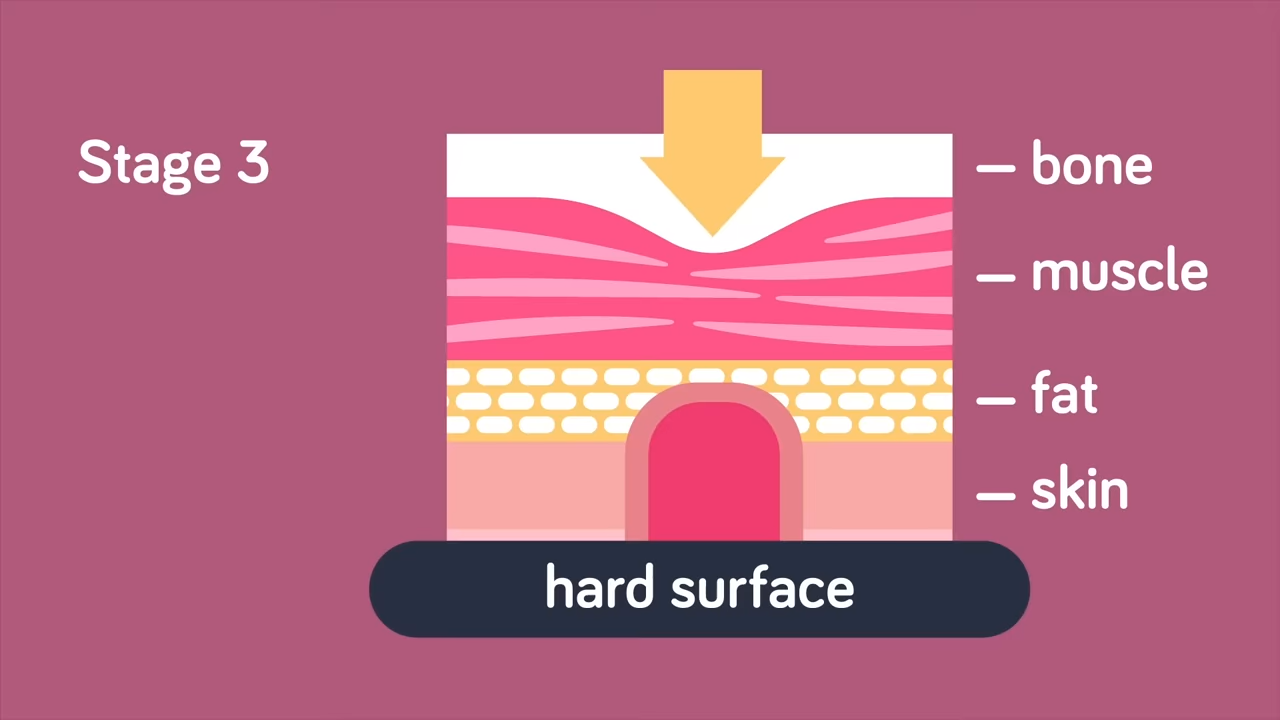 Stage 3
— bone
— muscle
— fat
— skin
hard surface